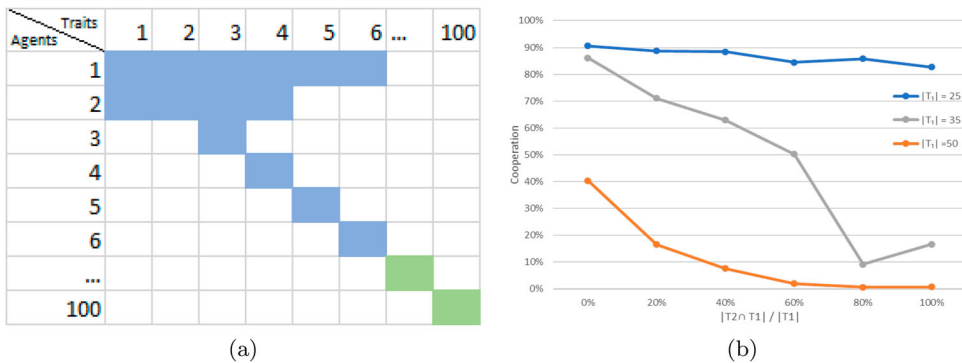 Traits
Agents
1 2 3 4 5 6 ... 100
1
2
3
4
5
6
...
100
(a)
100%
90%
80%
70%
60%
50%
40%
30%
20%
10%
0%
Cooperation
0% 20% 40% 60% 80% 100%
|T2∩ T1| / |T1|
|T₁| = 25
|T₁| = 35
|T₁| =50
(b)